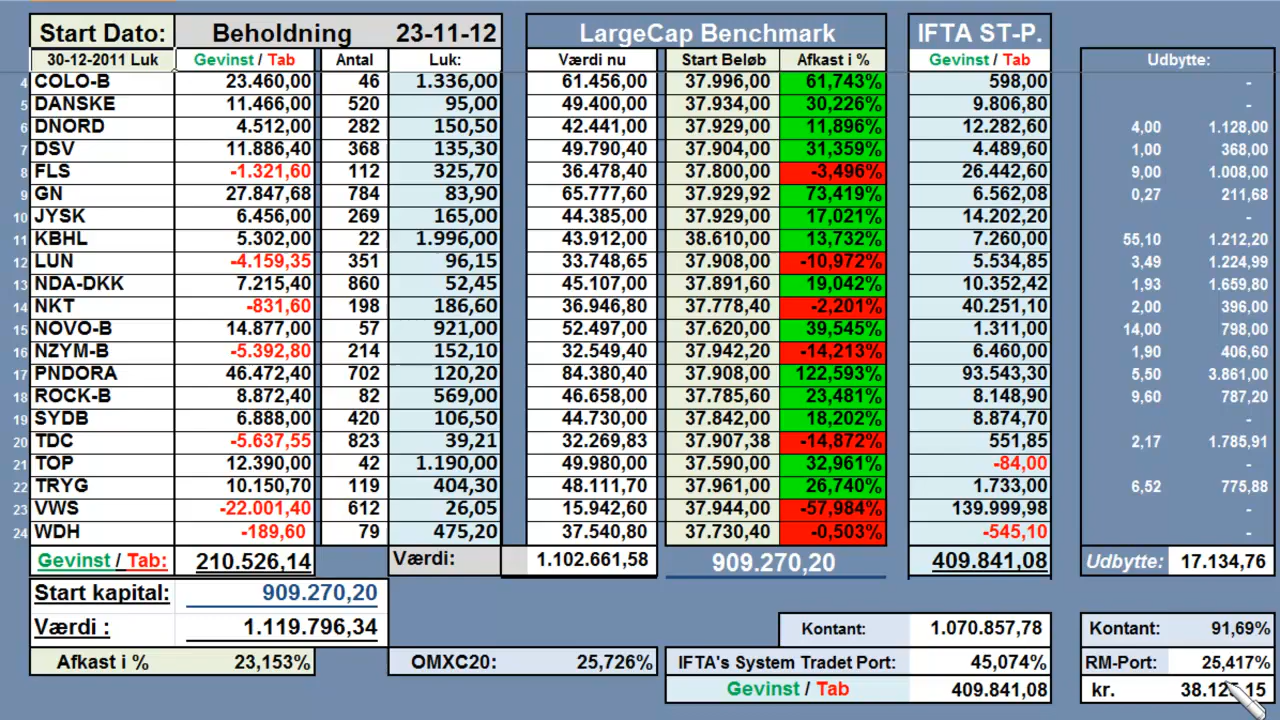 Start Dato: Beholdning 23-11-12 LargeCap Benchmark IFTA ST-P.
30-12-2011 Luk Gevinst / Tab Antal Luk: Værdi nu Start Beløb Afkast i % Gevinst / Tab Udbytte:
4 COLO-B 23.460,00 46 1.336,00 61.456,00 37.996,00 61,743% 598,00 -
5 DANSKE 11.466,00 520 95,00 49.400,00 37.934,00 30,226% 9.806,80 -
6 DNORD 4.512,00 282 150,50 42.441,00 37.929,00 11,896% 12.282,60 4,00 1.128,00
7 DSV 11.886,40 368 135,30 49.790,40 37.904,00 31,359% 4.489,60 1,00 368,00
8 FLS -1.321,60 112 325,70 36.478,40 37.800,00 -3,496% 26.442,60 9,00 1.008,00
9 GN 27.847,68 784 83,90 65.777,60 37.929,92 73,419% 6.562,08 0,27 211,68
10 JYSK 6.456,00 269 165,00 44.385,00 37.929,00 17,021% 14.202,20 -
11 KBHL 5.302,00 22 1.996,00 43.912,00 38.610,00 13,732% 7.260,00 55,10 1.212,20
12 LUN -4.159,35 351 96,15 33.748,65 37.908,00 -10,972% 5.534,85 3,49 1.224,99
13 NDA-DKK 7.215,40 860 52,45 45.107,00 37.891,60 19,042% 10.352,42 1,93 1.659,80
14 NKT -831,60 198 186,60 36.946,80 37.778,40 -2,201% 40.251,10 2,00 396,00
15 NOVO-B 14.877,00 57 921,00 52.497,00 37.620,00 39,545% 1.311,00 14,00 798,00
16 NZYM-B -5.392,80 214 152,10 32.549,40 37.942,20 -14,213% 6.460,00 1,90 406,60
17 PNDORA 46.472,40 702 120,20 84.380,40 37.908,00 122,593% 93.543,30 5,50 3.861,00
18 ROCK-B 8.872,40 82 569,00 46.658,00 37.785,60 23,481% 8.148,90 9,60 787,20
19 SYDB 6.888,00 420 106,50 44.730,00 37.842,00 18,202% 8.874,70 -
20 TDC -5.637,55 823 39,21 32.269,83 37.907,38 -14,872% 551,85 2,17 1.785,91
21 TOP 12.390,00 42 1.190,00 49.980,00 37.590,00 32,961% -84,00 -
22 TRYG 10.150,70 119 404,30 48.111,70 37.961,00 26,740% 1.733,00 6,52 775,88
23 VWS -22.001,40 612 26,05 15.942,60 37.944,00 -57,984% 139.999,98 -
24 WDH -189,60 79 475,20 37.540,80 37.730,40 -0,503% -545,10 -
Gevinst / Tab: 210.526,14 Værdi: 1.102.661,58 909.270,20 409.841,08 Udbytte: 17.134,76
Start kapital: 909.270,20
Værdi : 1.119.796,34 Kontant: 1.070.857,78 Kontant: 91,69%
Afkast i % 23,153% OMXC20: 25,726% IFTA's System Tradet Port: 45,074% RM-Port: 25,417%
Gevinst / Tab 409.841,08 kr.